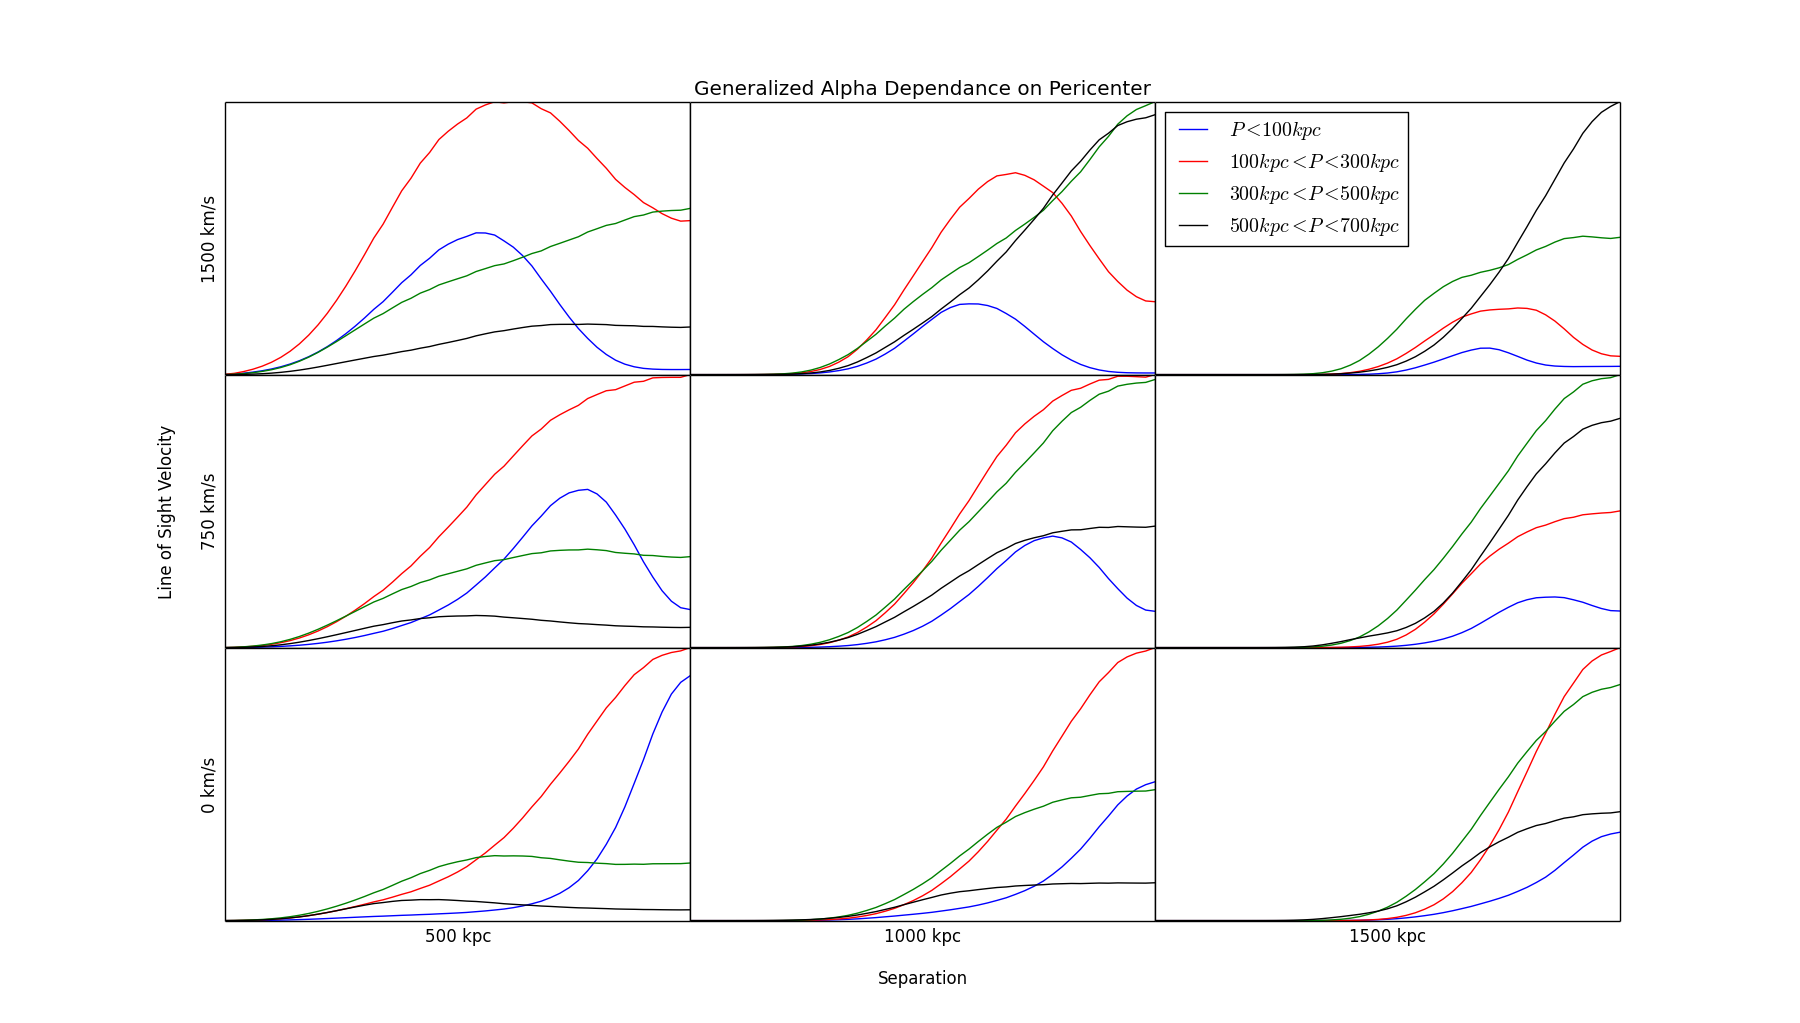 Generalized Alpha Dependance on Pericenter
P<100kpc
100kpc<P<300kpc
300kpc<P<500kpc
500kpc<P<700kpc
Line of Sight Velocity
1500 km/s
750 km/s
0 km/s
500 kpc
1000 kpc
1500 kpc
Separation